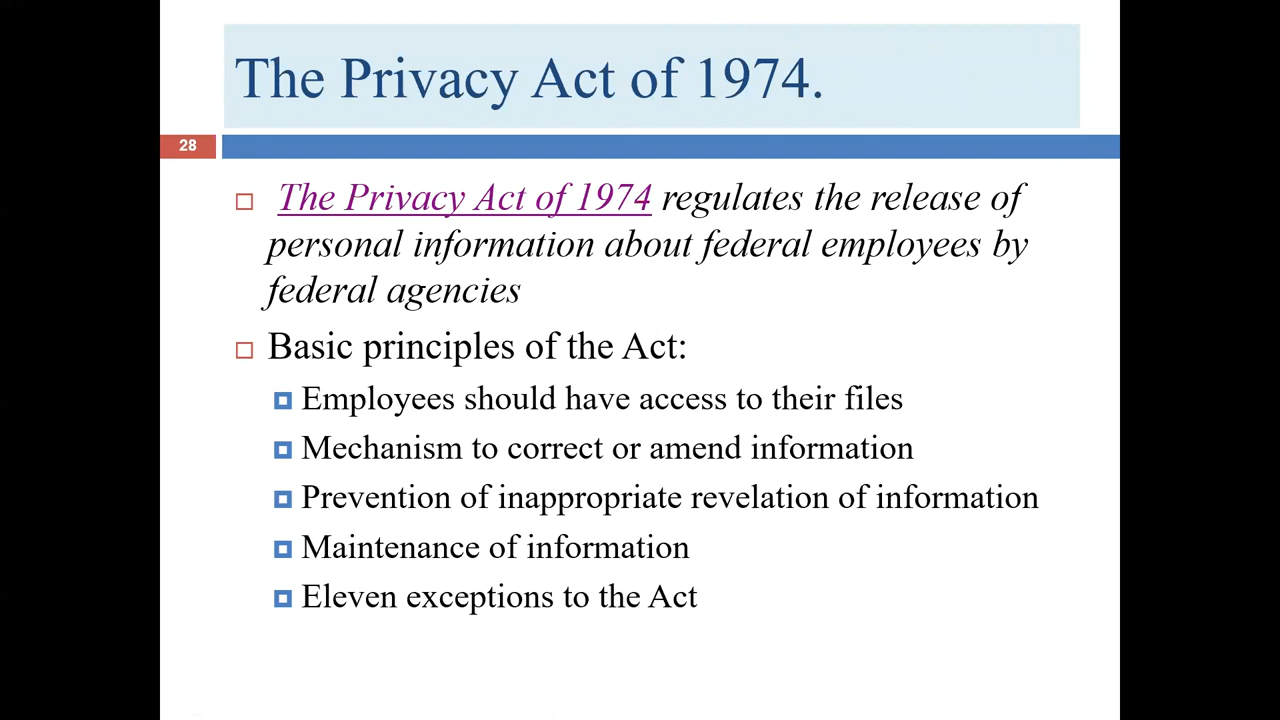 The Privacy Act of 1974.
28
The Privacy Act of 1974 regulates the release of
personal information about federal employees by
federal agencies
Basic principles of the Act:
Employees should have access to their files
Mechanism to correct or amend information
Prevention of inappropriate revelation of information
Maintenance of information
Eleven exceptions to the Act